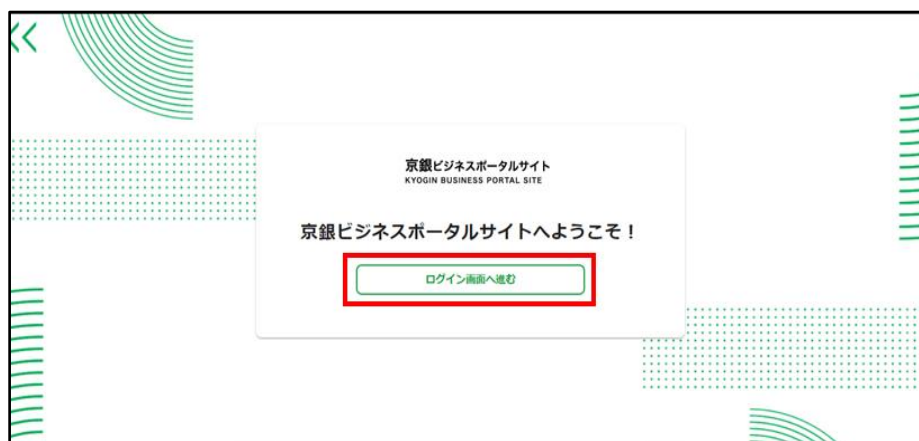 京銀ビジネスポータルサイト
KYOGIN BUSINESS PORTAL SITE
京銀ビジネスポータルサイトへようこそ！
ログイン画面へ進む